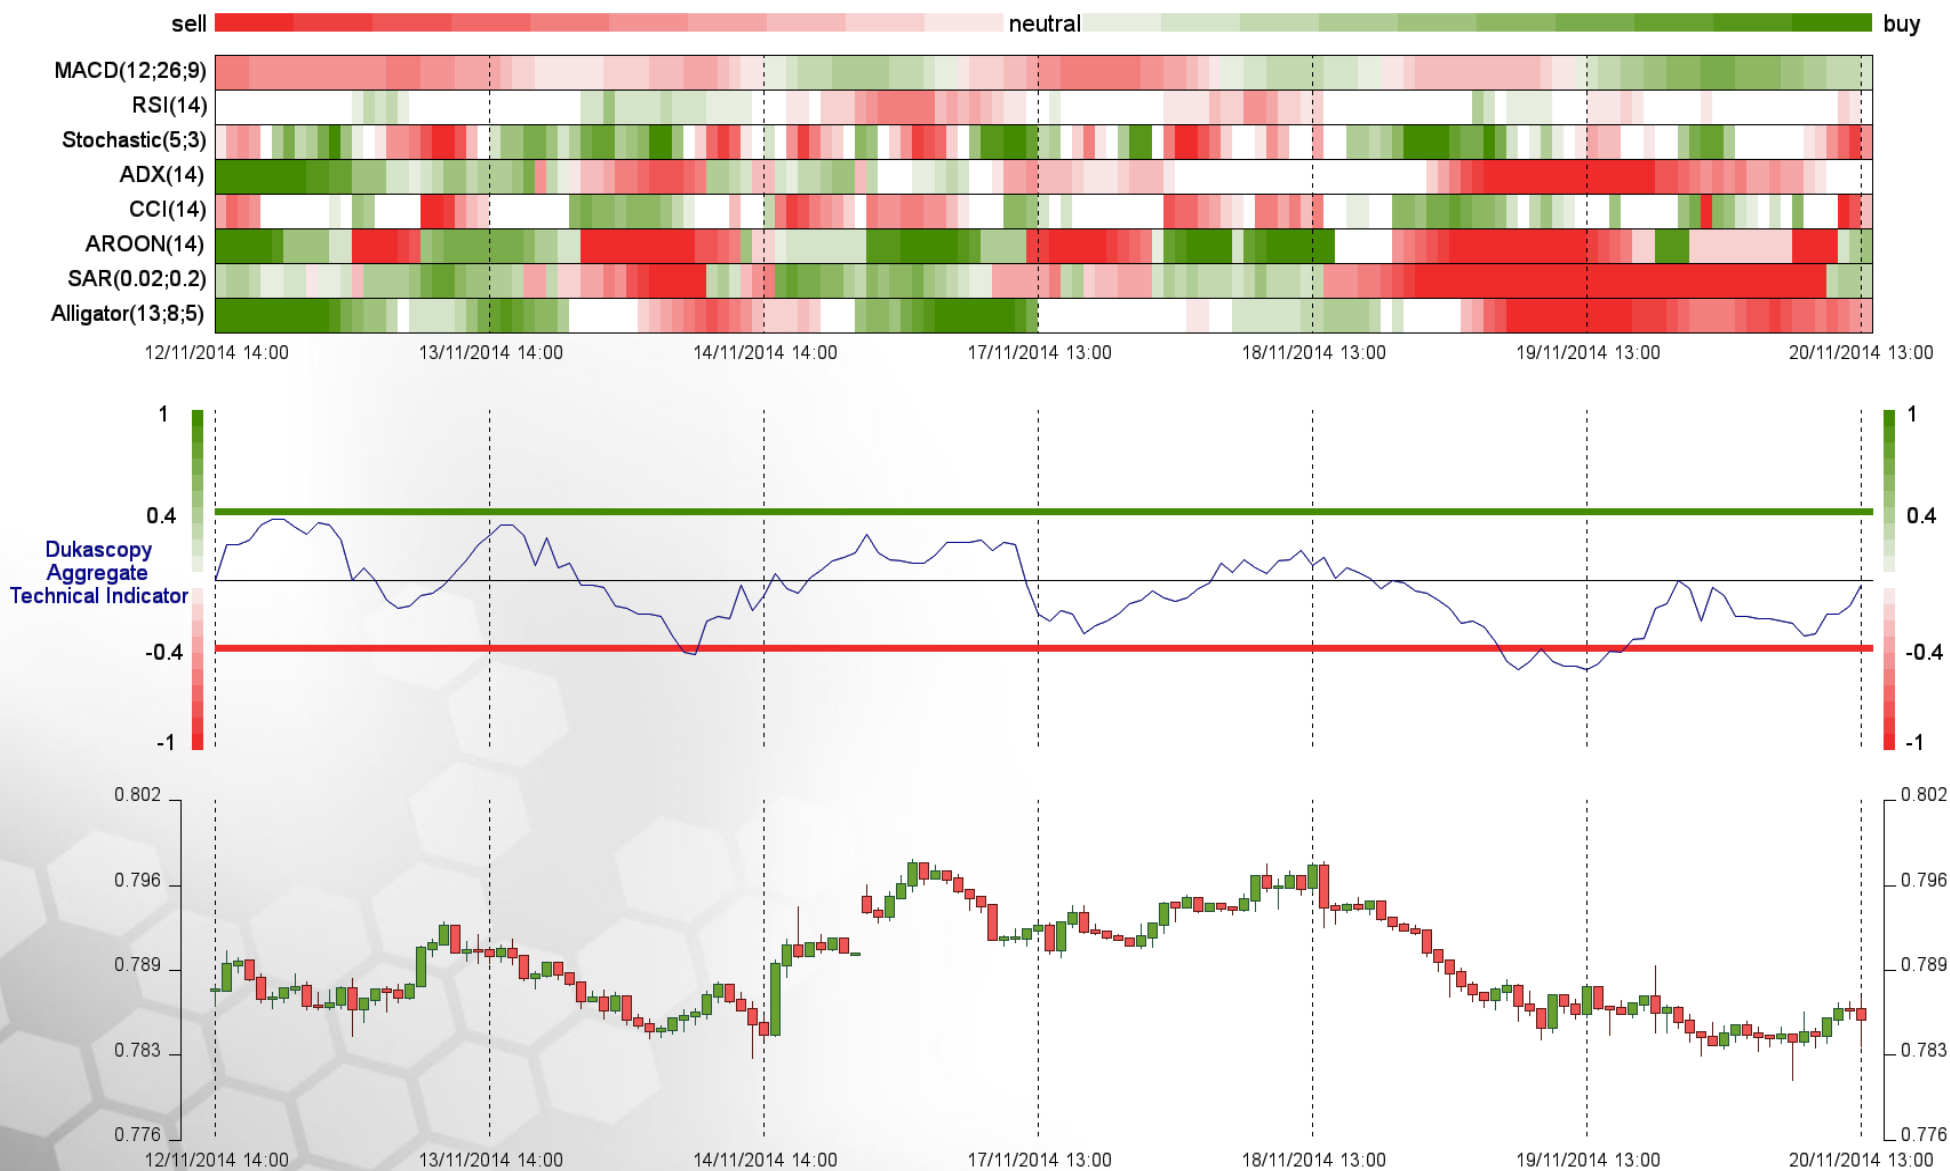 sell neutral buy
MACD(12;26;9)
RSI(14)
Stochastic(5;3)
ADX(14)
CCI(14)
AROON(14)
SAR(0.02;0.2)
Alligator(13;8;5)
12/11/2014 14:00 13/11/2014 14:00 14/11/2014 14:00 17/11/2014 13:00 18/11/2014 13:00 19/11/2014 13:00 20/11/2014 13:00
1 1
0.4 0.4
Dukascopy
Aggregate
Technical Indicator
-0.4 -0.4
-1 -1
0.802 0.802
0.796 0.796
0.789 0.789
0.783 0.783
0.776 0.776
12/11/2014 14:00 13/11/2014 14:00 14/11/2014 14:00 17/11/2014 13:00 18/11/2014 13:00 19/11/2014 13:00 20/11/2014 13:00